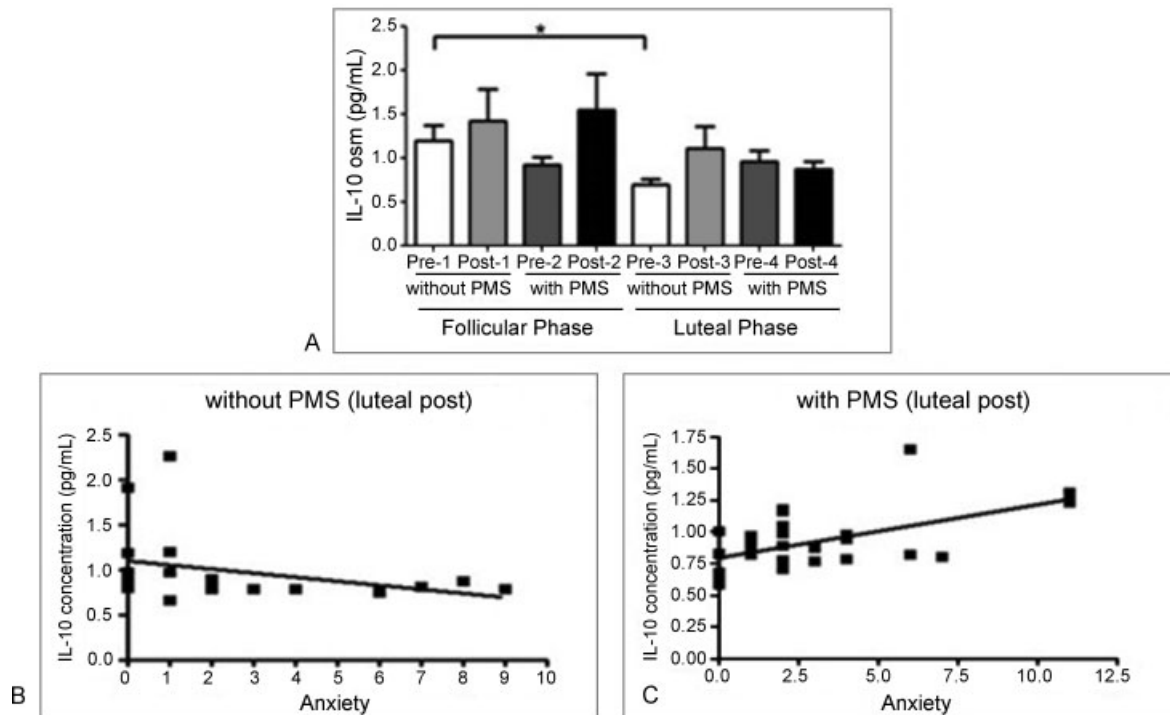 2.5
*
2.0
1.5
1.0
0.5
0.0
IL-10 osm (pg/mL)
Pre-1 Post-1 Pre-2 Post-2 Pre-3 Post-3 Pre-4 Post-4
without PMS with PMS without PMS with PMS
Follicular Phase Luteal Phase
A
without PMS (luteal post)
2.5
2.0
1.5
1.0
0.5
0.0
IL-10 concentration (pg/mL)
0 1 2 3 4 5 6 7 8 9 10
Anxiety
B
with PMS (luteal post)
1.75
1.50
1.25
1.00
0.75
0.50
0.25
0.00
IL-10 concentration (pg/mL)
0.0 2.5 5.0 7.5 10.0 12.5
Anxiety
C